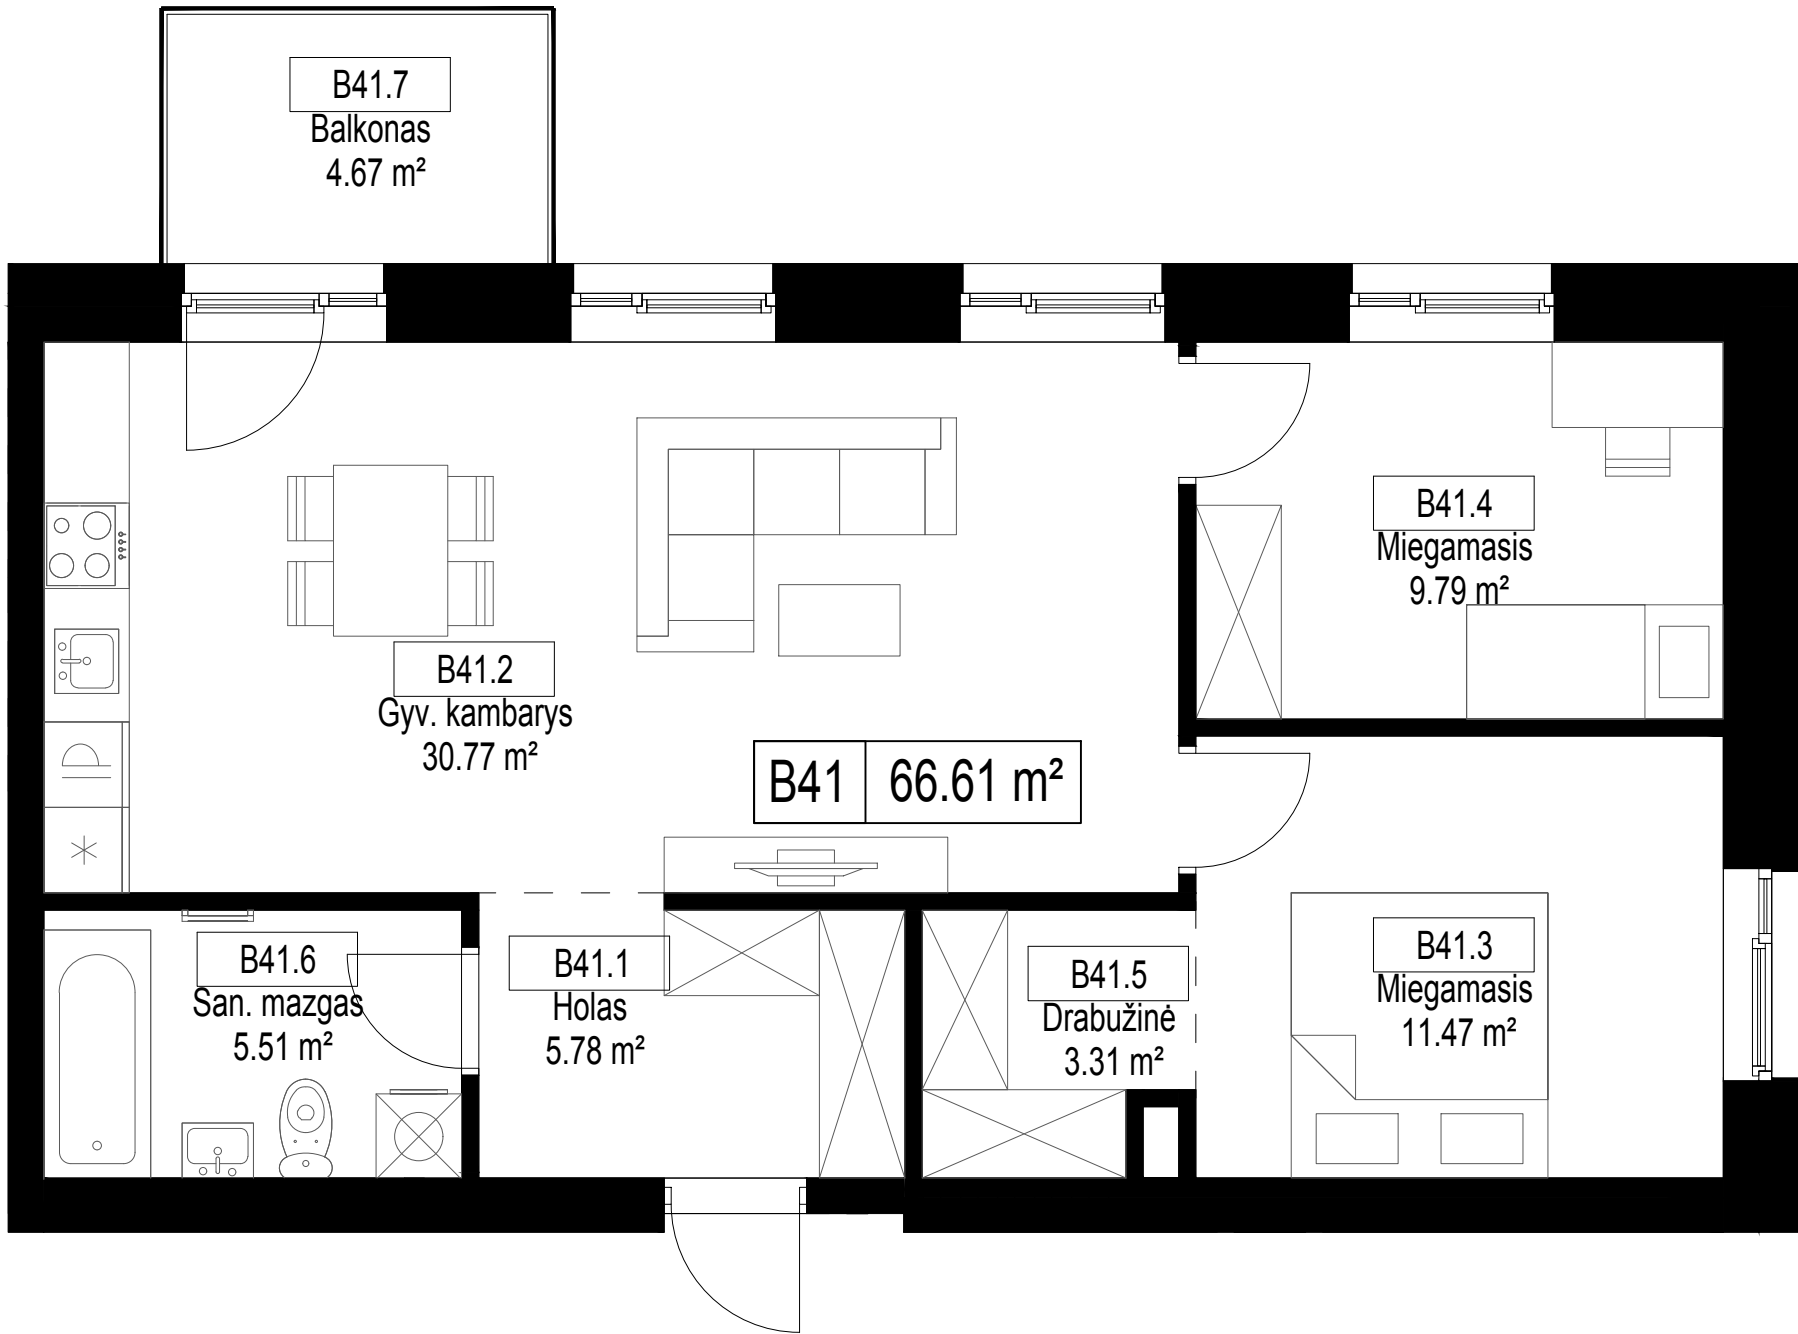 B41.7
Balkonas
4.67 m²
B41.4
Miegamasis
9.79 m²
B41.2
Gyv. kambarys
30.77 m²
B41 66.61 m²
B41.6
San. mazgas
5.51 m²
B41.1
Holas
5.78 m²
B41.5
Drabužinė
3.31 m²
B41.3
Miegamasis
11.47 m²